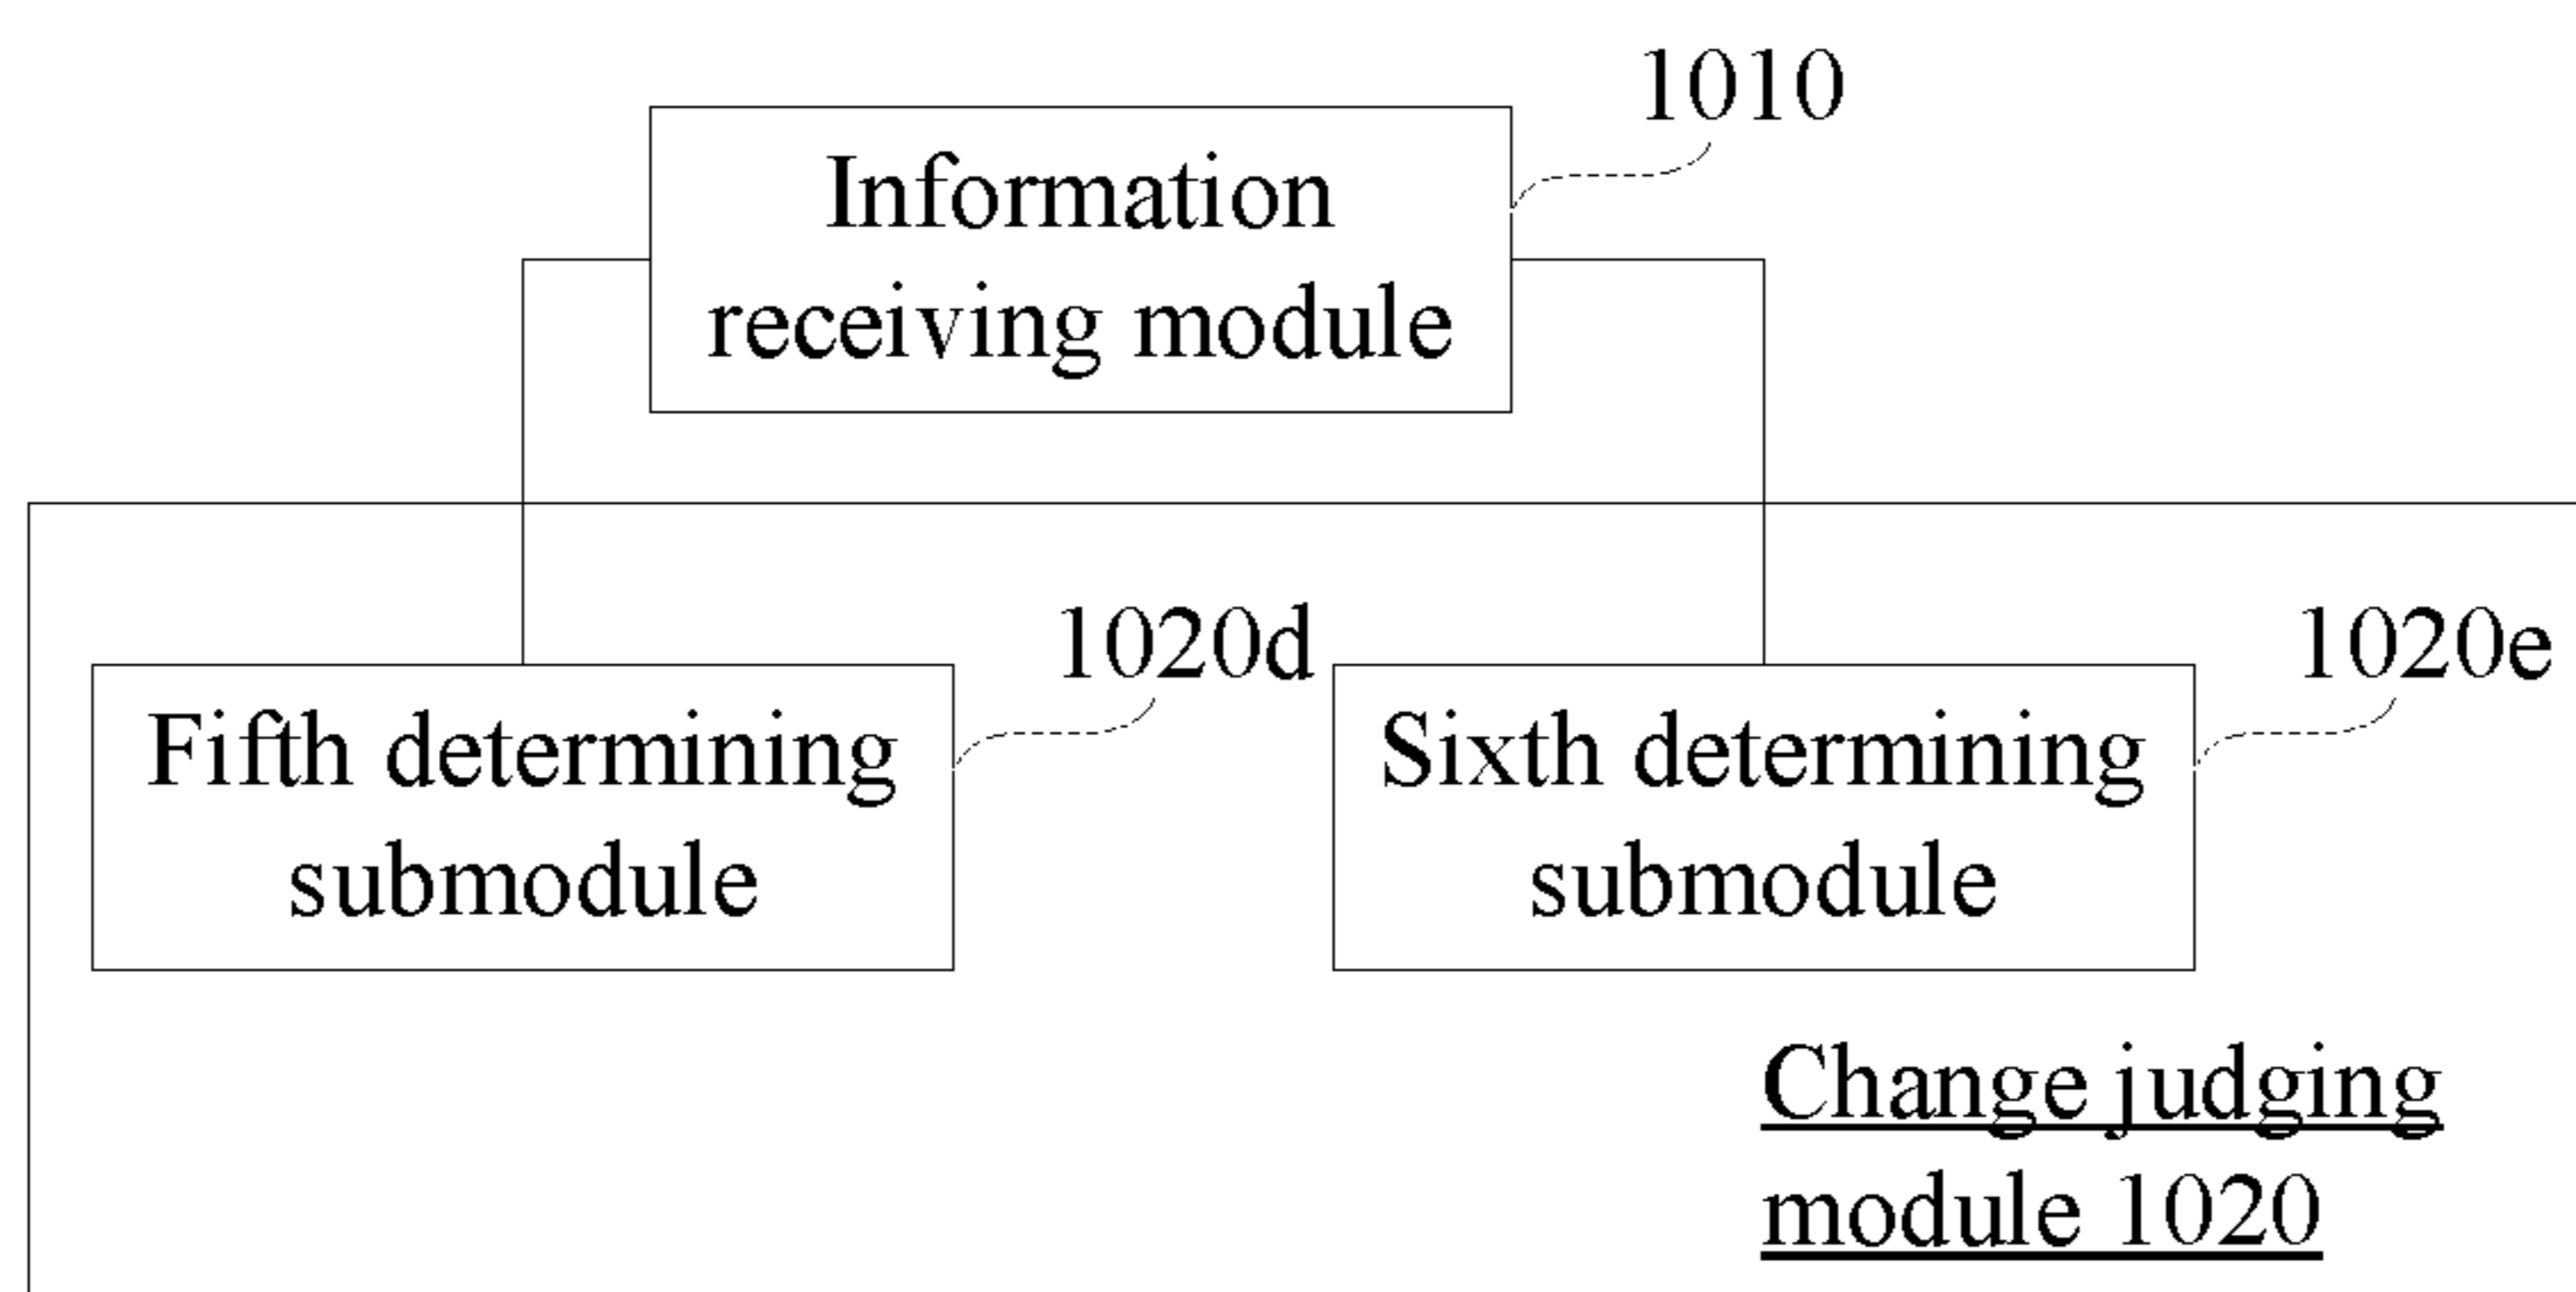 1010
Information
receiving module
1020d
1020e
Fifth determining
submodule
Sixth determining
submodule
Change judging
module 1020